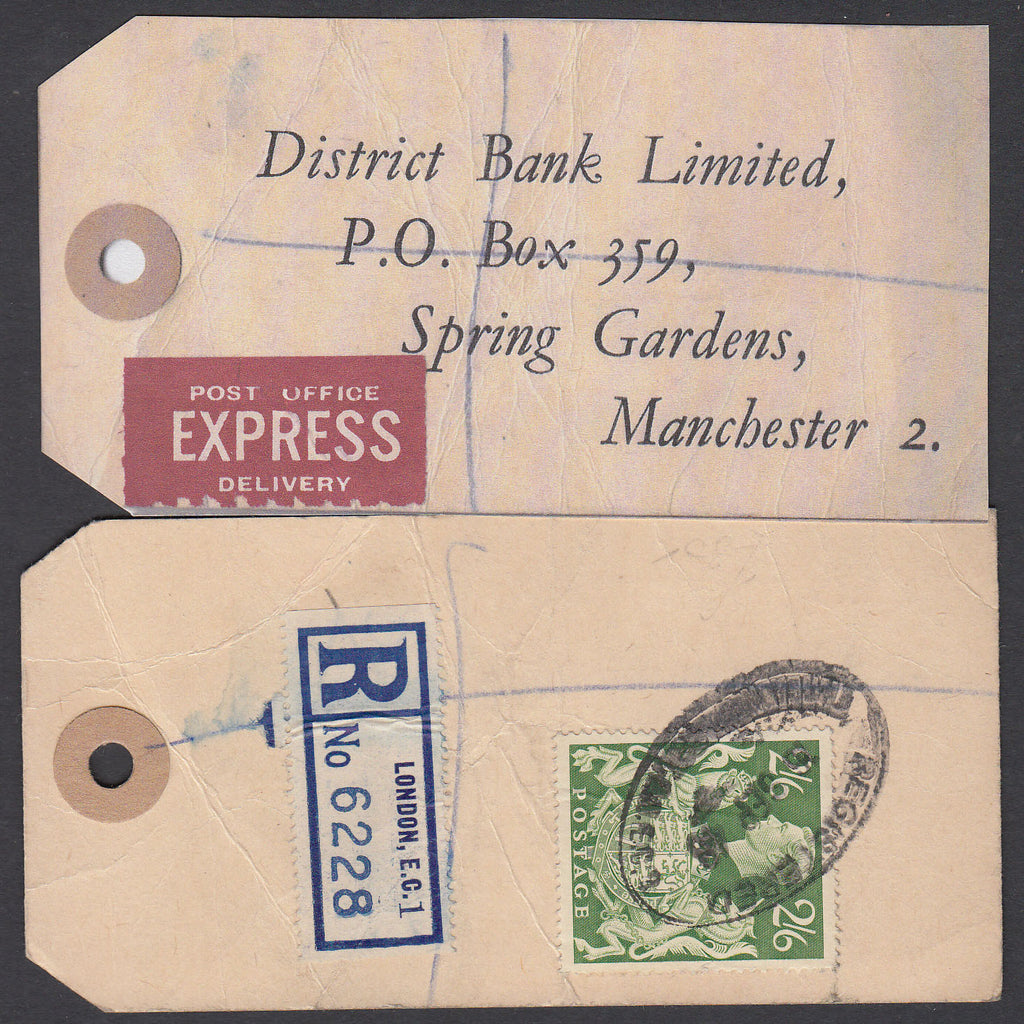 District Bank Limited,
P.O. Box 359,
Spring Gardens,
Manchester 2.
POST OFFICE
EXPRESS
DELIVERY
R
LONDON, E.C.1
No 6228
2/6
POSTAGE
2/6
REGISTERED